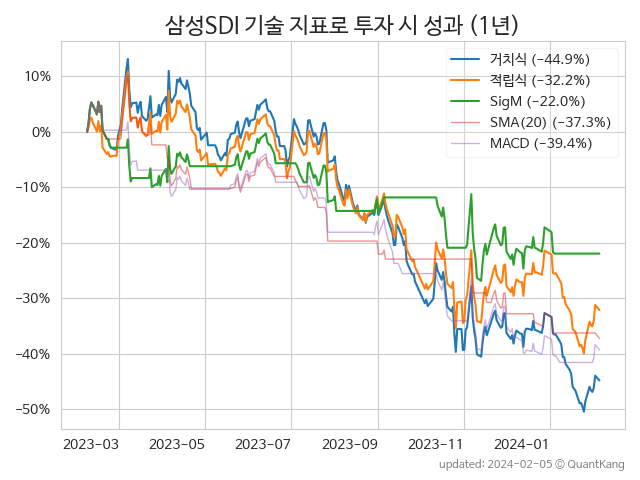 삼성SDI 기술 지표로 투자 시 성과 (1년)
거치식 (−44.9%)
적립식 (−32.2%)
SigM (−22.0%)
SMA(20) (−37.3%)
MACD (−39.4%)
10%
0%
−10%
−20%
−30%
−40%
−50%
2023-03 2023-05 2023-07 2023-09 2023-11 2024-01
updated: 2024-02-05 © QuantKang